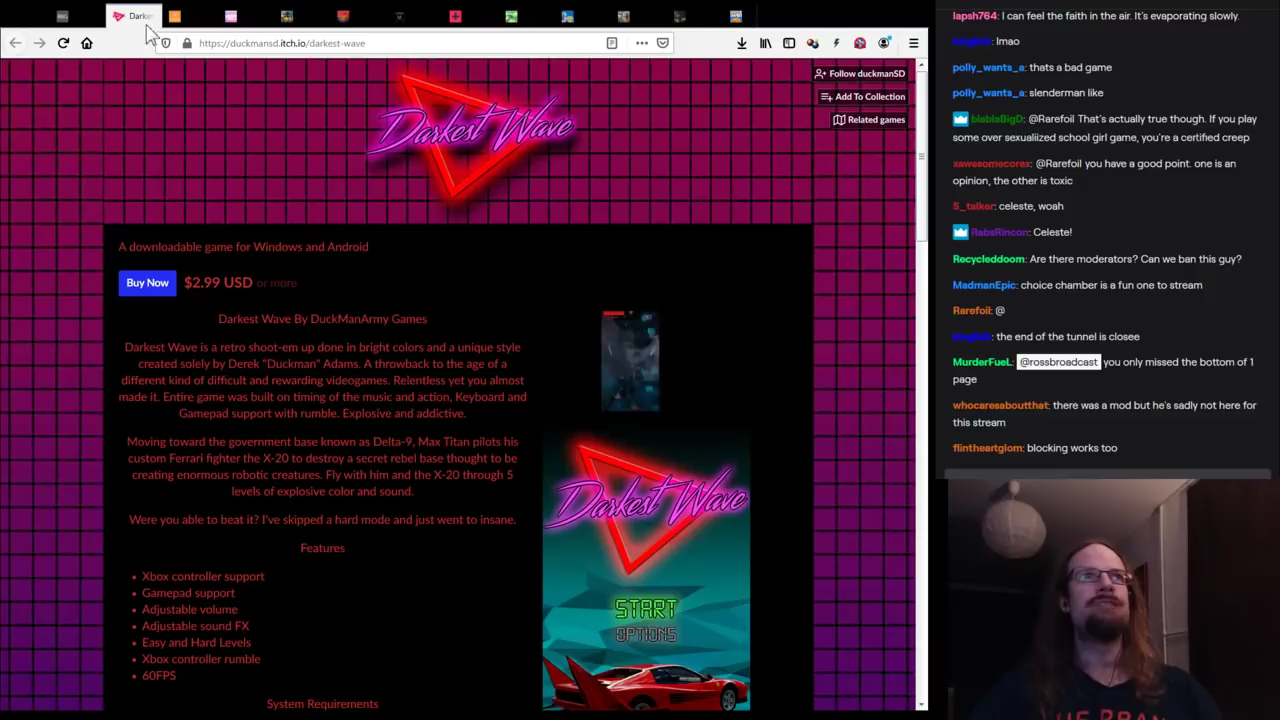 Darke
https://duckmansd.itch.io/darkest-wave
Follow duckmanSD
Add To Collection
Related games
Darkest Wave
A downloadable game for Windows and Android
Buy Now $2.99 USD or more
Darkest Wave By DuckManArmy Games
Darkest Wave is a retro shoot-em up done in bright colors and a unique style
created solely by Derek "Duckman" Adams. A throwback to the age of a
different kind of difficult and rewarding videogames. Relentless yet you almost
made it. Entire game was built on timing of the music and action, Keyboard and
Gamepad support with rumble. Explosive and addictive.
Moving toward the government base known as Delta-9, Max Titan pilots his
custom Ferrari fighter the X-20 to destroy a secret rebel base thought to be
creating enormous robotic creatures. Fly with him and the X-20 through 5
levels of explosive color and sound.
Were you able to beat it? I've skipped a hard mode and just went to insane.
Features
Xbox controller support
Gamepad support
Adjustable volume
Adjustable sound FX
Easy and Hard Levels
Xbox controller rumble
60FPS
System Requirements
Darkest Wave
START
OPTIONS
lapsh764: I can feel the faith in the air. It's evaporating slowly.
lmao
polly_wants_a: thats a bad game
polly_wants_a: slenderman like
blablaBigD: @Rarefoil That's actually true though. If you
play some over sexualiized school girl game, you're a certified creep
xawesomecorex: @Rarefoil you have a good point. one is an
opinion, the other is toxic
S_talker: celeste, woah
RabsRincon: Celeste!
Recycleddoom: Are there moderators? Can we ban this guy?
MadmanEpic: choice chamber is a fun one to stream
Rarefoil: @
the end of the tunnel is closee
MurderFueL: @rossbroadcast you only missed the bottom of 1
page
whocaresaboutthat: there was a mod but he's sadly not here for
this stream
flintheartglom: blocking works too